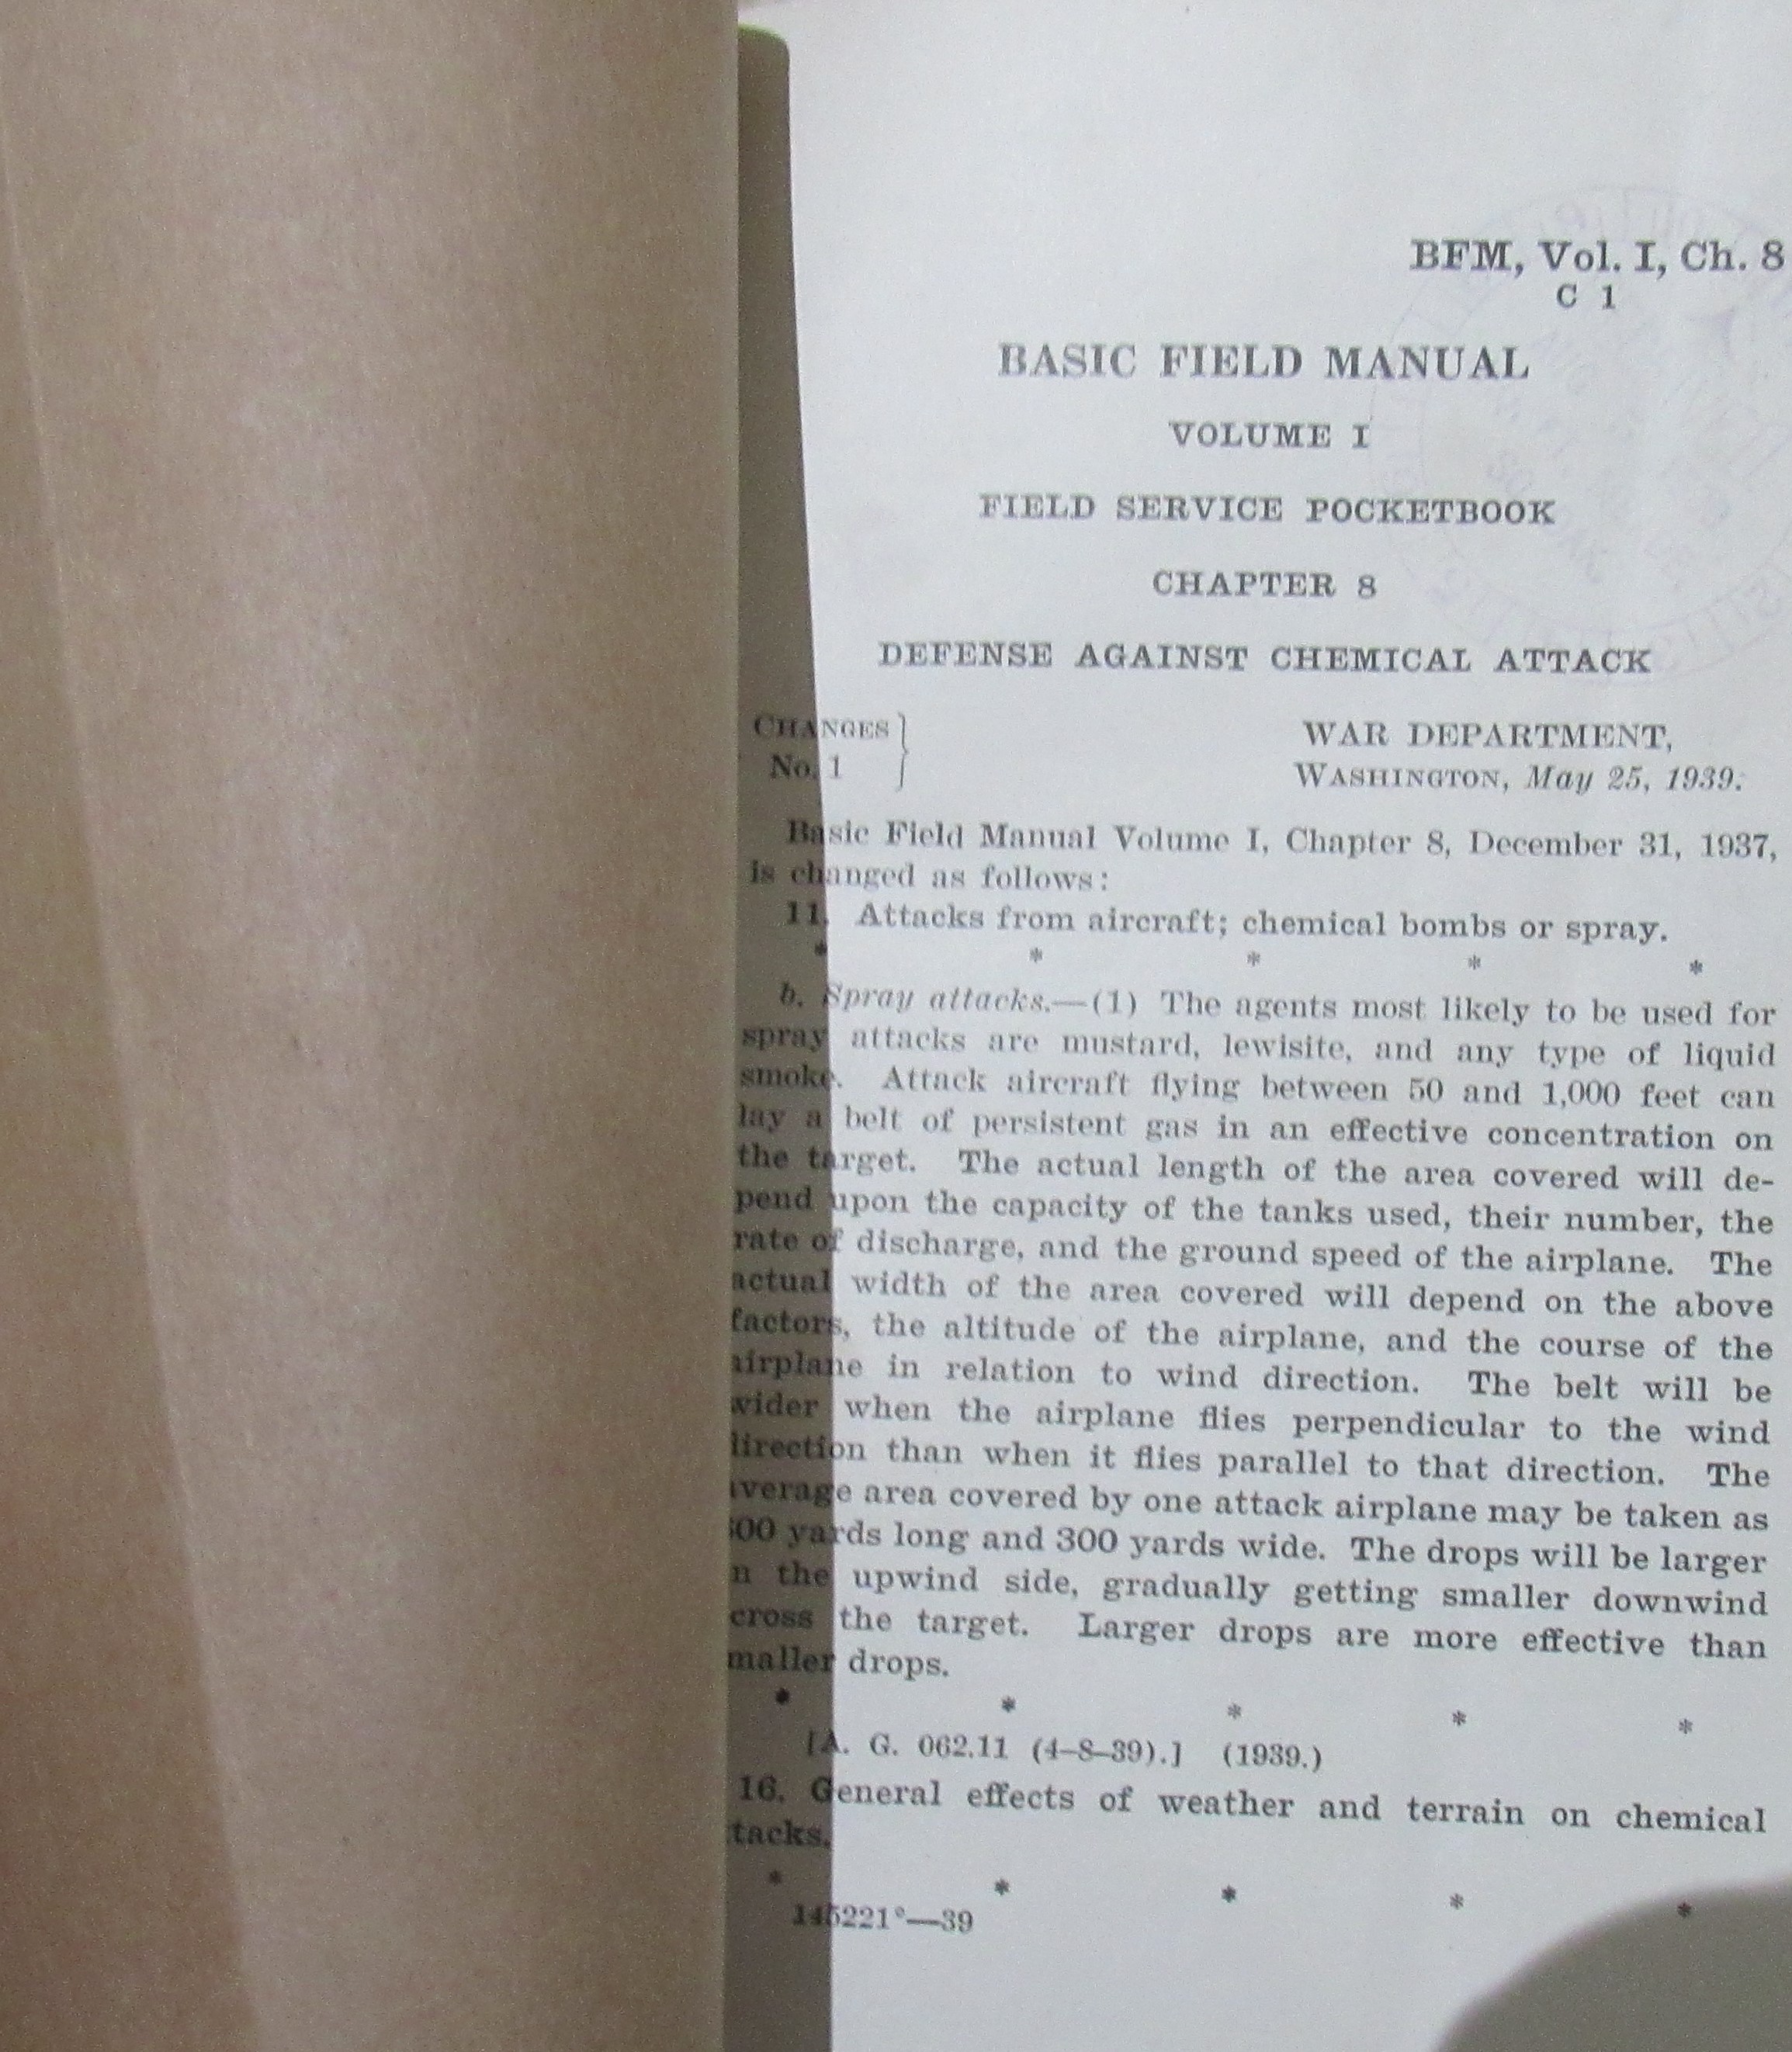 BFM, Vol. I, Ch. 8
C 1
BASIC FIELD MANUAL
VOLUME I
FIELD SERVICE POCKETBOOK
CHAPTER 8
DEFENSE AGAINST CHEMICAL ATTACK
CHANGES } WAR DEPARTMENT,
No. 1 WASHINGTON, May 25, 1939.
Basic Field Manual Volume I, Chapter 8, December 31, 1937,
is changed as follows:
11. Attacks from aircraft; chemical bombs or spray.
* * * * *
b. Spray attacks.—(1) The agents most likely to be used for
spray attacks are mustard, lewisite, and any type of liquid
smoke. Attack aircraft flying between 50 and 1,000 feet can
lay a belt of persistent gas in an effective concentration on
the target. The actual length of the area covered will de-
pend upon the capacity of the tanks used, their number, the
rate of discharge, and the ground speed of the airplane. The
actual width of the area covered will depend on the above
factors, the altitude of the airplane, and the course of the
airplane in relation to wind direction. The belt will be
wider when the airplane flies perpendicular to the wind
direction than when it flies parallel to that direction. The
average area covered by one attack airplane may be taken as
yards long and 300 yards wide. The drops will be larger
n the upwind side, gradually getting smaller downwind
cross the target. Larger drops are more effective than
maller drops.
* * * * *
[A. G. 062.11 (4–8–39).] (1939.)
16. General effects of weather and terrain on chemical
tacks.
* * * * *
145221°—39